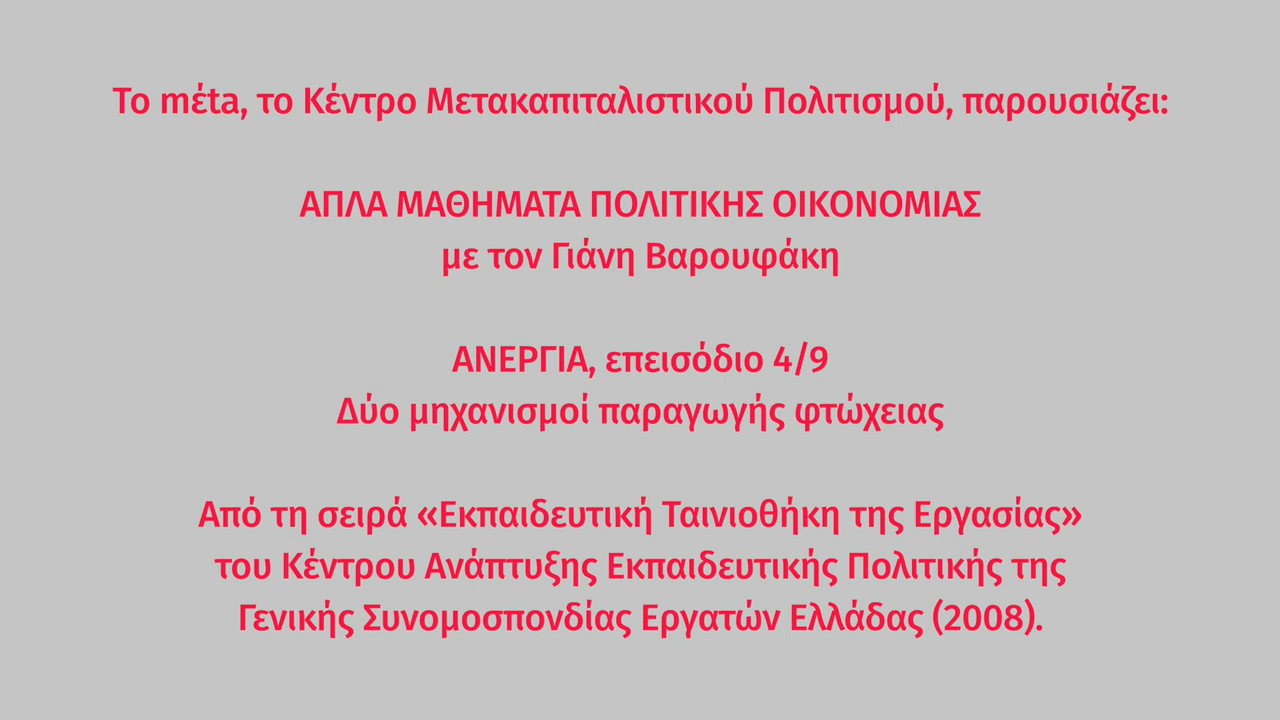 Το mέta, το Κέντρο Μετακαπιταλιστικού Πολιτισμού, παρουσιάζει:
ΑΠΛΑ ΜΑΘΗΜΑΤΑ ΠΟΛΙΤΙΚΗΣ ΟΙΚΟΝΟΜΙΑΣ
με τον Γιάνη Βαρουφάκη
ΑΝΕΡΓΙΑ, επεισόδιο 4/9
Δύο μηχανισμοί παραγωγής φτώχειας
Από τη σειρά «Εκπαιδευτική Ταινιοθήκη της Εργασίας»
του Κέντρου Ανάπτυξης Εκπαιδευτικής Πολιτικής της
Γενικής Συνομοσπονδίας Εργατών Ελλάδας (2008).